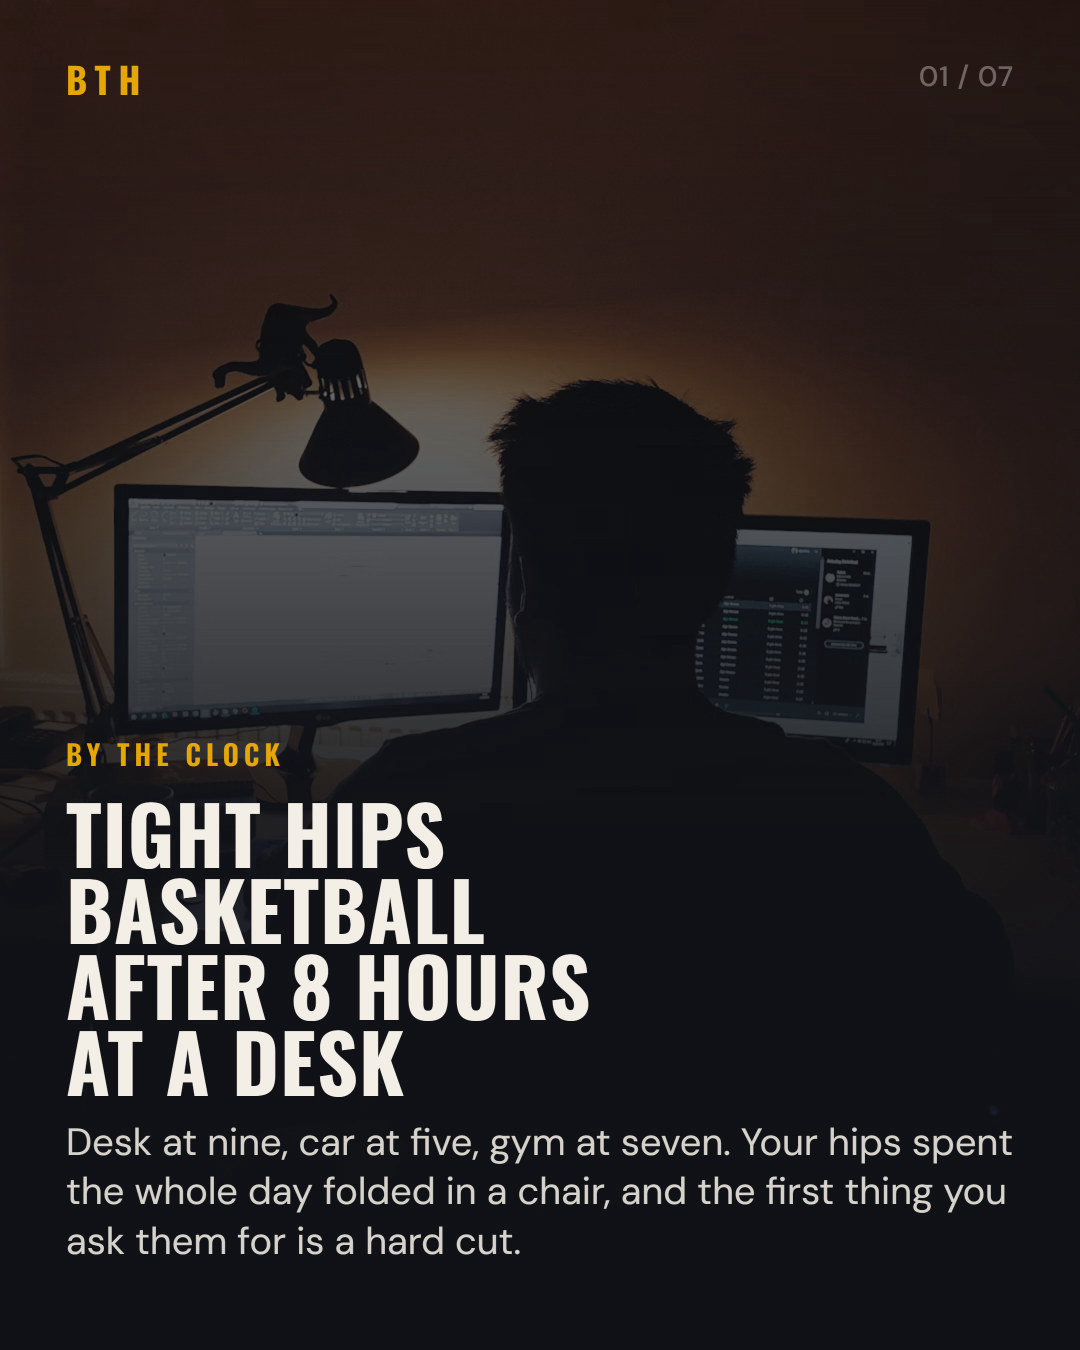 BTH
01 / 07
BY THE CLOCK
TIGHT HIPS
BASKETBALL
AFTER 8 HOURS
AT A DESK
Desk at nine, car at five, gym at seven. Your hips spent
the whole day folded in a chair, and the first thing you
ask them for is a hard cut.